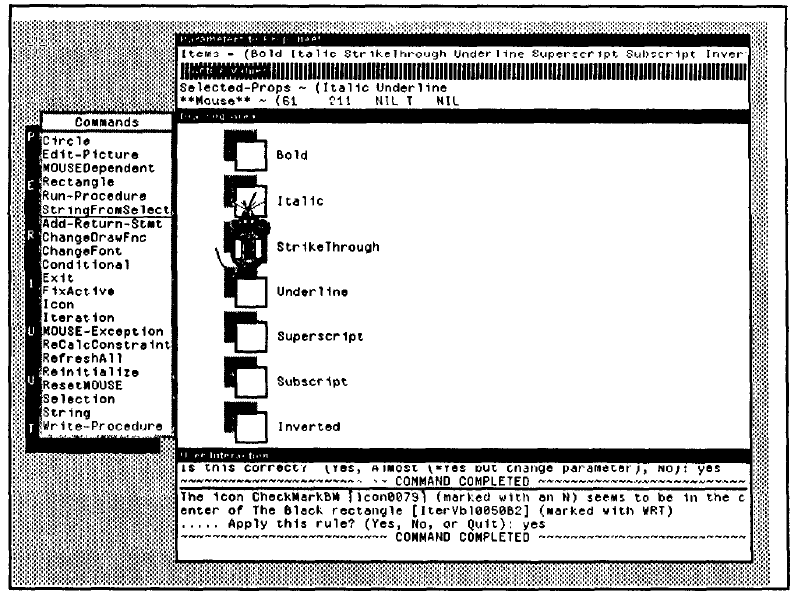 Items - (Bold Italic StrikeThrough Underline Superscript Subscript Inver
Selected-Props ~ (Italic Underline
**Mouse** ~ (61 211 NIL T NIL
Commands
Circle
Edit-Picture
MOUSEDependent
Rectangle
Run-Procedure
StringFromSelect
Add-Return-Stmt
ChangeDrawFnc
ChangeFont
Conditional
Exit
FixActive
Icon
Iteration
MOUSE-Exception
ReCalcConstraint
RefreshAll
Reinitialize
ResetMOUSE
Selection
String
Write-Procedure
P
E
R
I
U
U
T
Bold
Italic
StrikeThrough
Underline
Superscript
Subscript
Inverted
User Interaction
Is this correct? (Yes, Almost (=Yes but change parameter), No): yes
COMMAND COMPLETED
The icon CheckMarkBM [Icon0079] (marked with an N) seems to be in the c
enter of The Black rectangle [IterVbl0050B2] (marked with WRT)
..... Apply this rule? (Yes, No, or Quit): yes
COMMAND COMPLETED